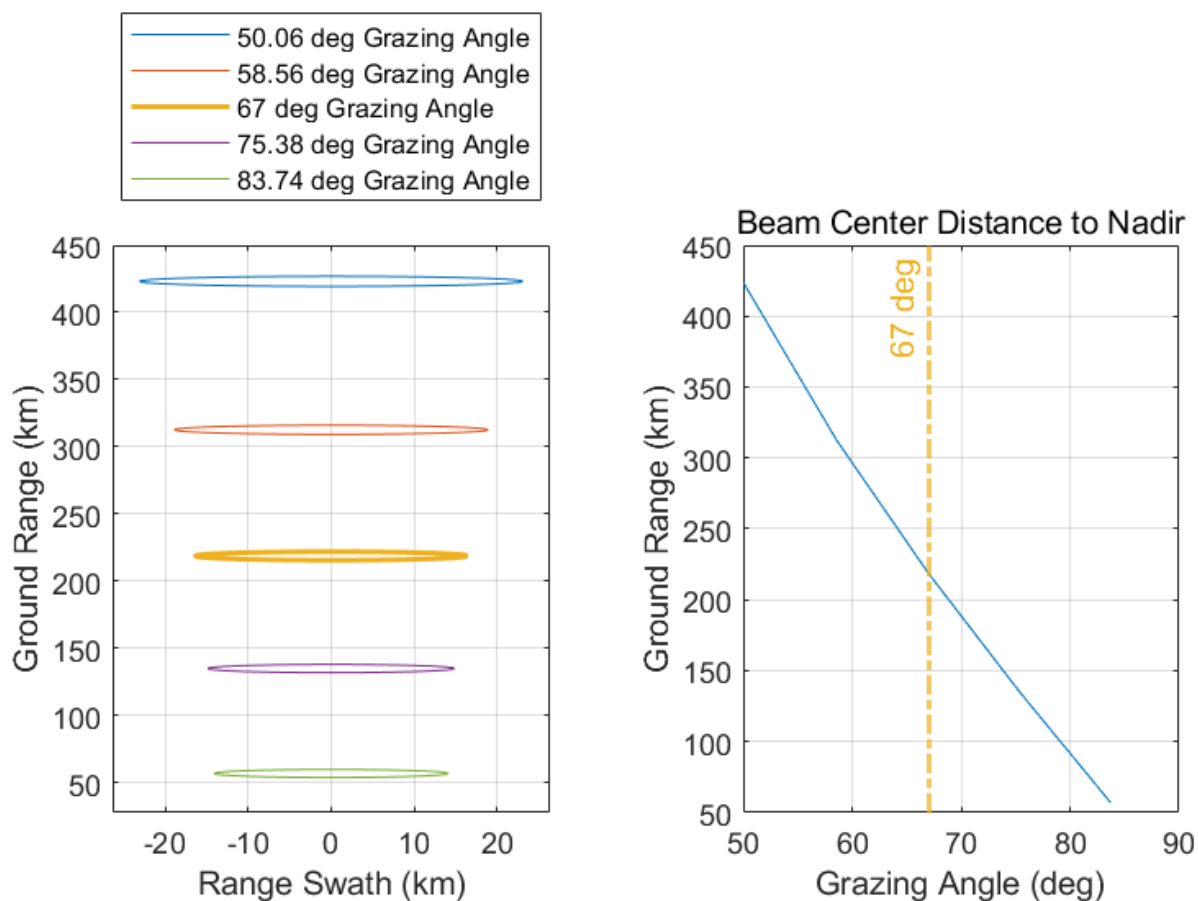 50.06 deg Grazing Angle
58.56 deg Grazing Angle
67 deg Grazing Angle
75.38 deg Grazing Angle
83.74 deg Grazing Angle
450
400
350
300
250
200
150
100
50
Ground Range (km)
-20 -10 0 10 20
Range Swath (km)
Beam Center Distance to Nadir
67 deg
450
400
350
300
250
200
150
100
50
Ground Range (km)
50 60 70 80 90
Grazing Angle (deg)